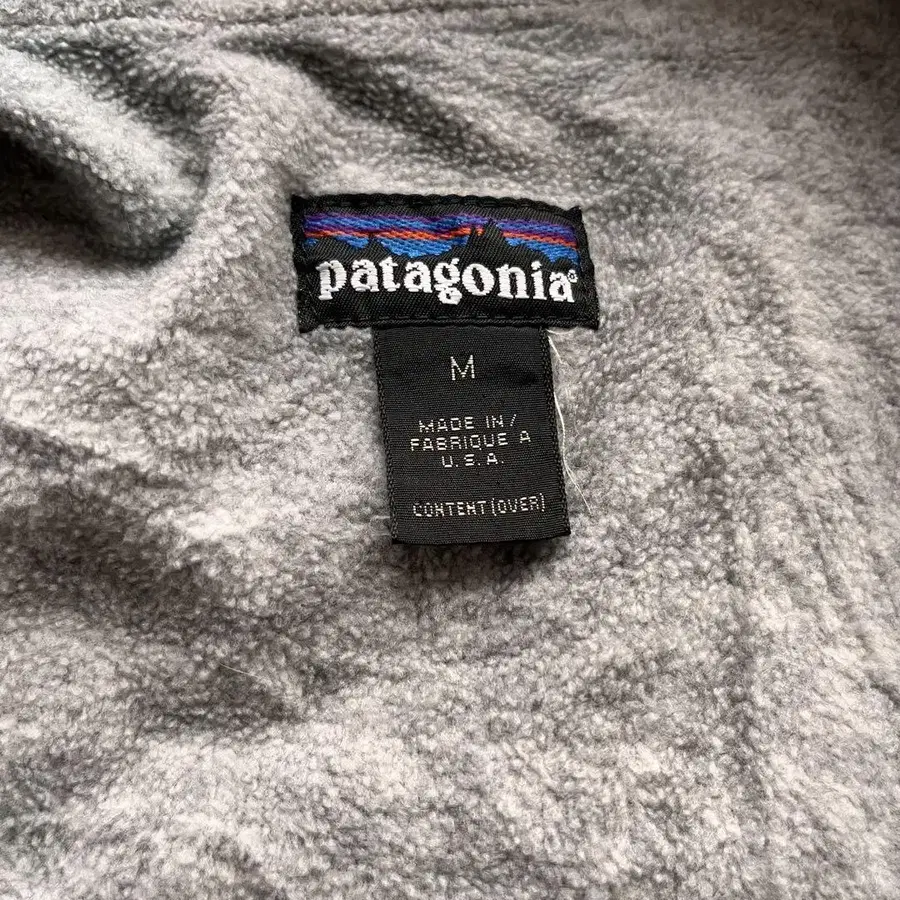 patagonia®
M
MADE IN/
FABRIQUE A
U.S.A.
CONTENT(OVER)